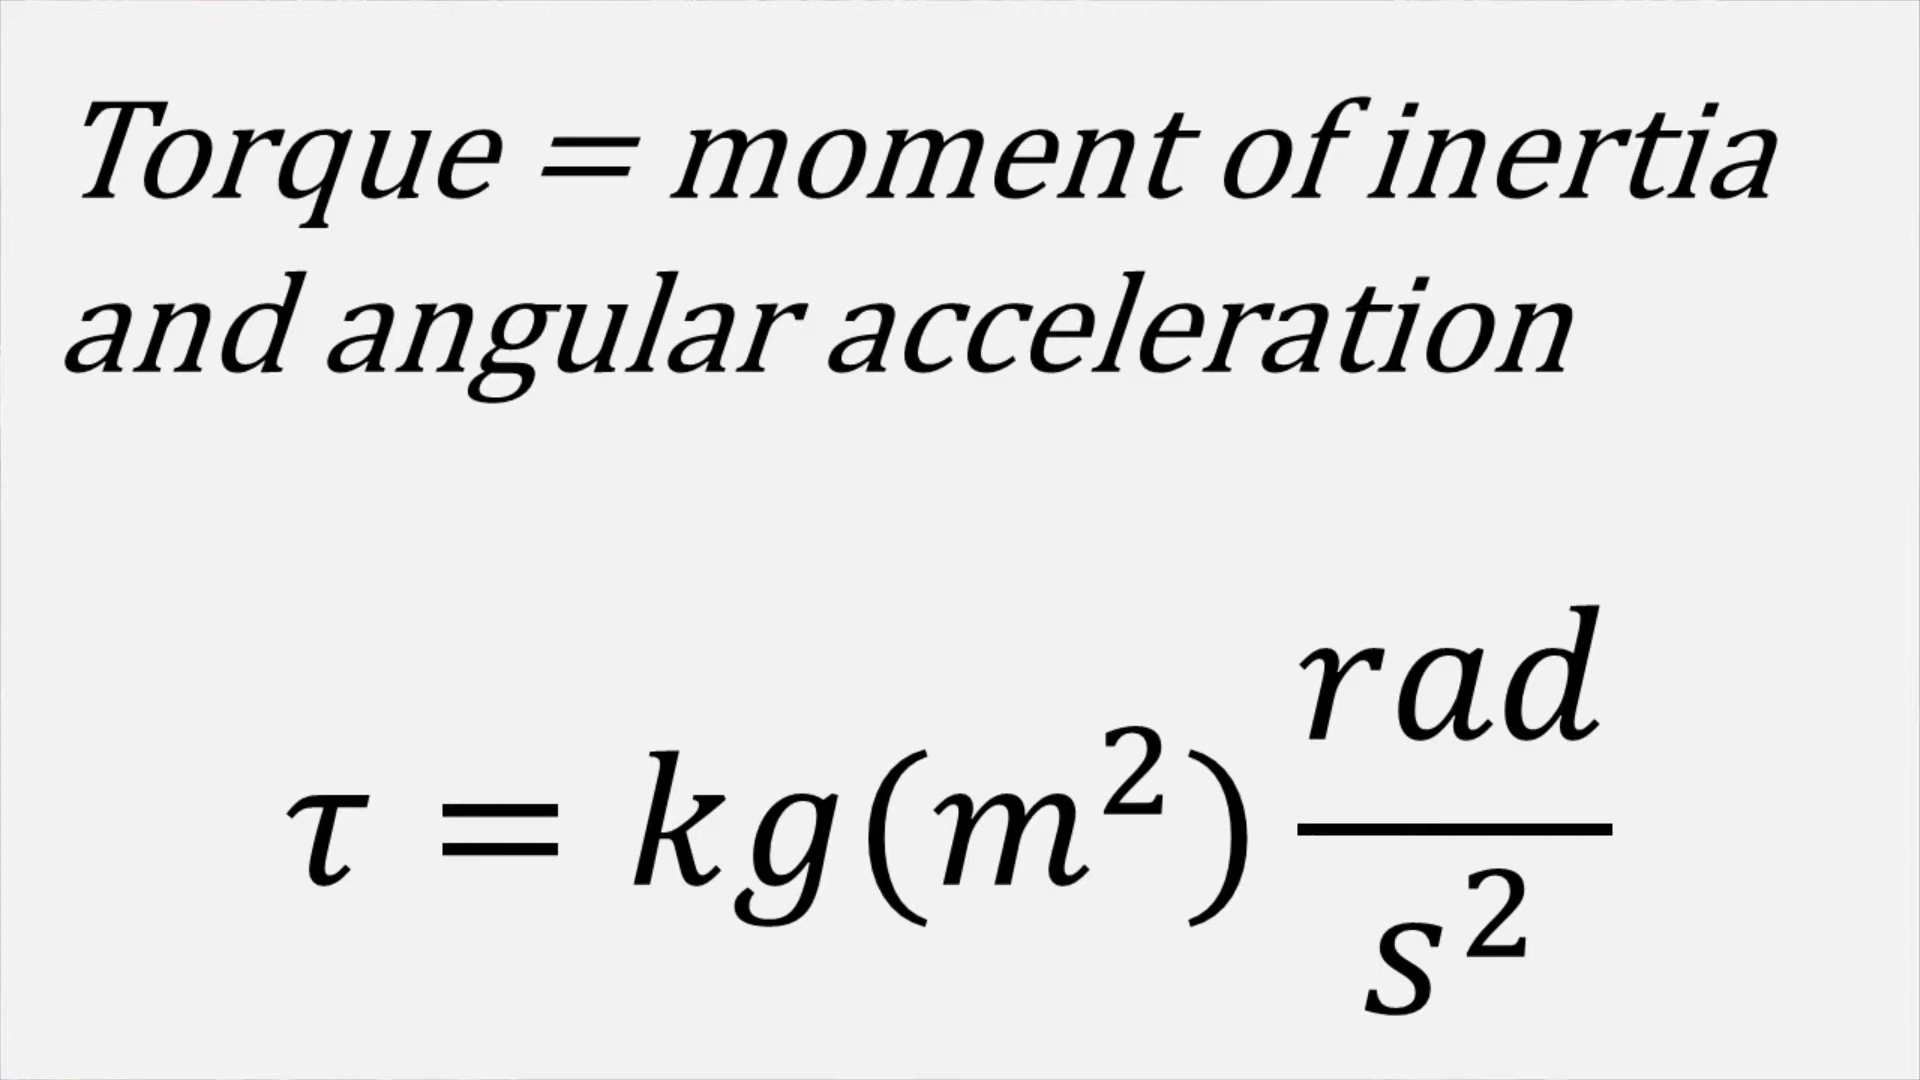 Torque = moment of inertia
and angular acceleration
τ = kg(m²) rad/s²